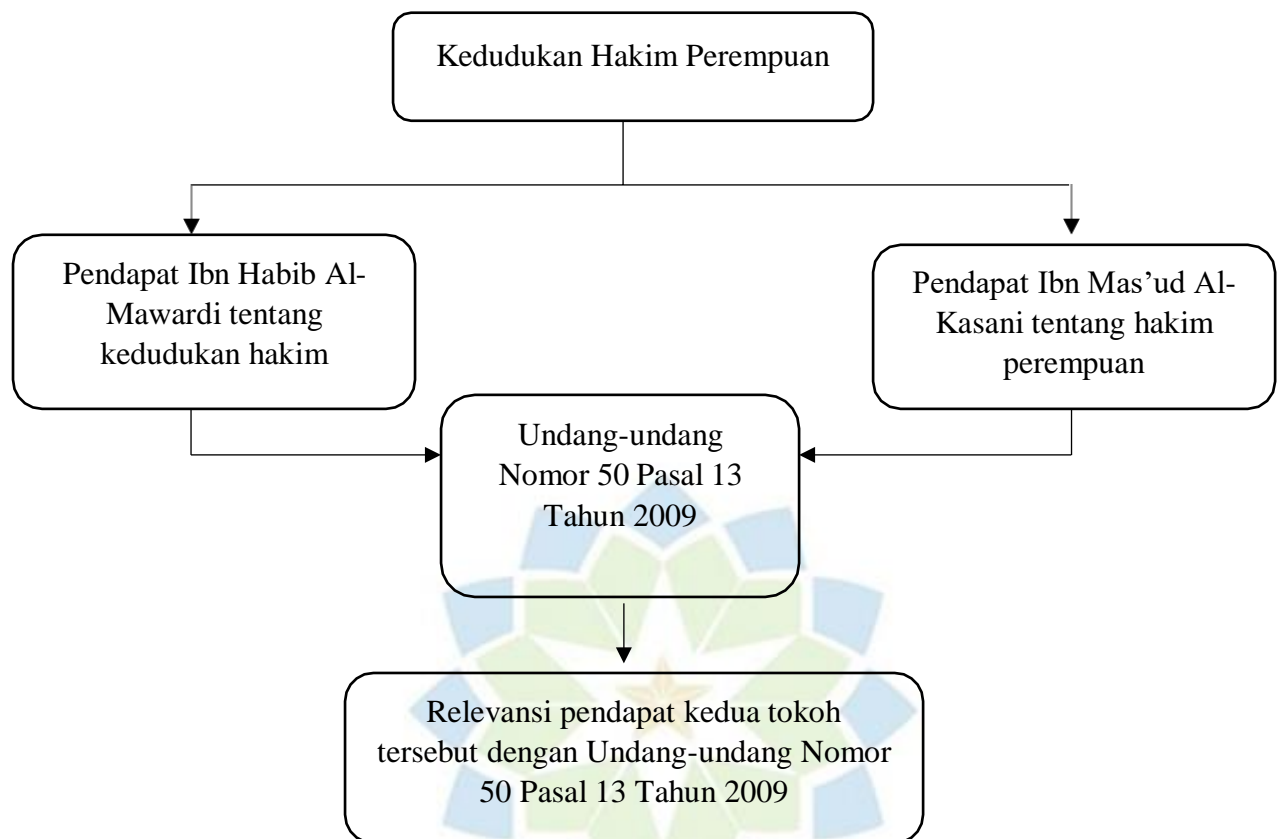 Kedudukan Hakim Perempuan
Pendapat Ibn Habib Al-
Mawardi tentang
kedudukan hakim
Pendapat Ibn Mas’ud Al-
Kasani tentang hakim
perempuan
Undang-undang
Nomor 50 Pasal 13
Tahun 2009
Relevansi pendapat kedua tokoh
tersebut dengan Undang-undang Nomor
50 Pasal 13 Tahun 2009